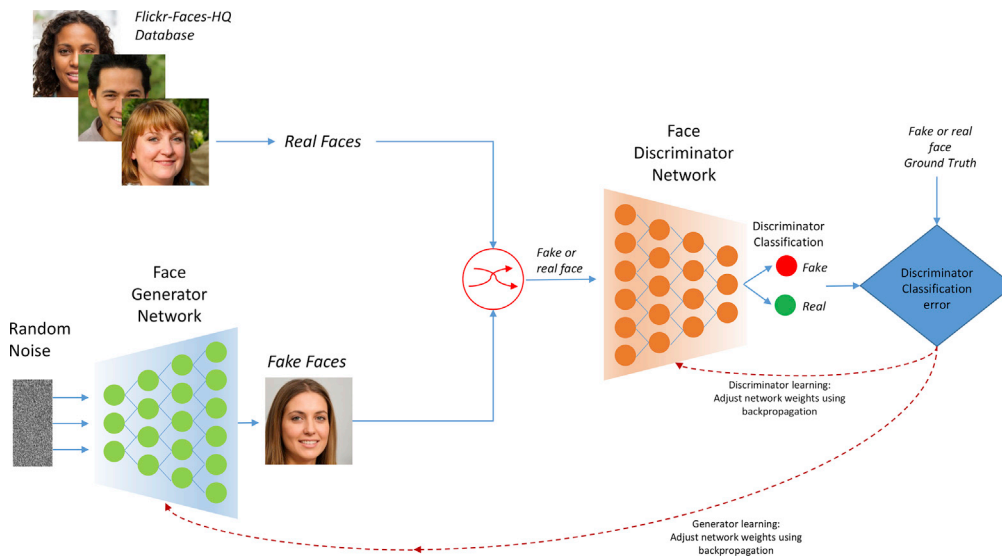 Flickr-Faces-HQ
Database
Real Faces
Face
Discriminator
Network
Fake or real
face
Ground Truth
Discriminator
Classification
Fake
Real
Fake or
real face
Discriminator
Classification
error
Face
Generator
Network
Random
Noise
Fake Faces
Discriminator learning:
Adjust network weights using
backpropagation
Generator learning:
Adjust network weights using
backpropagation